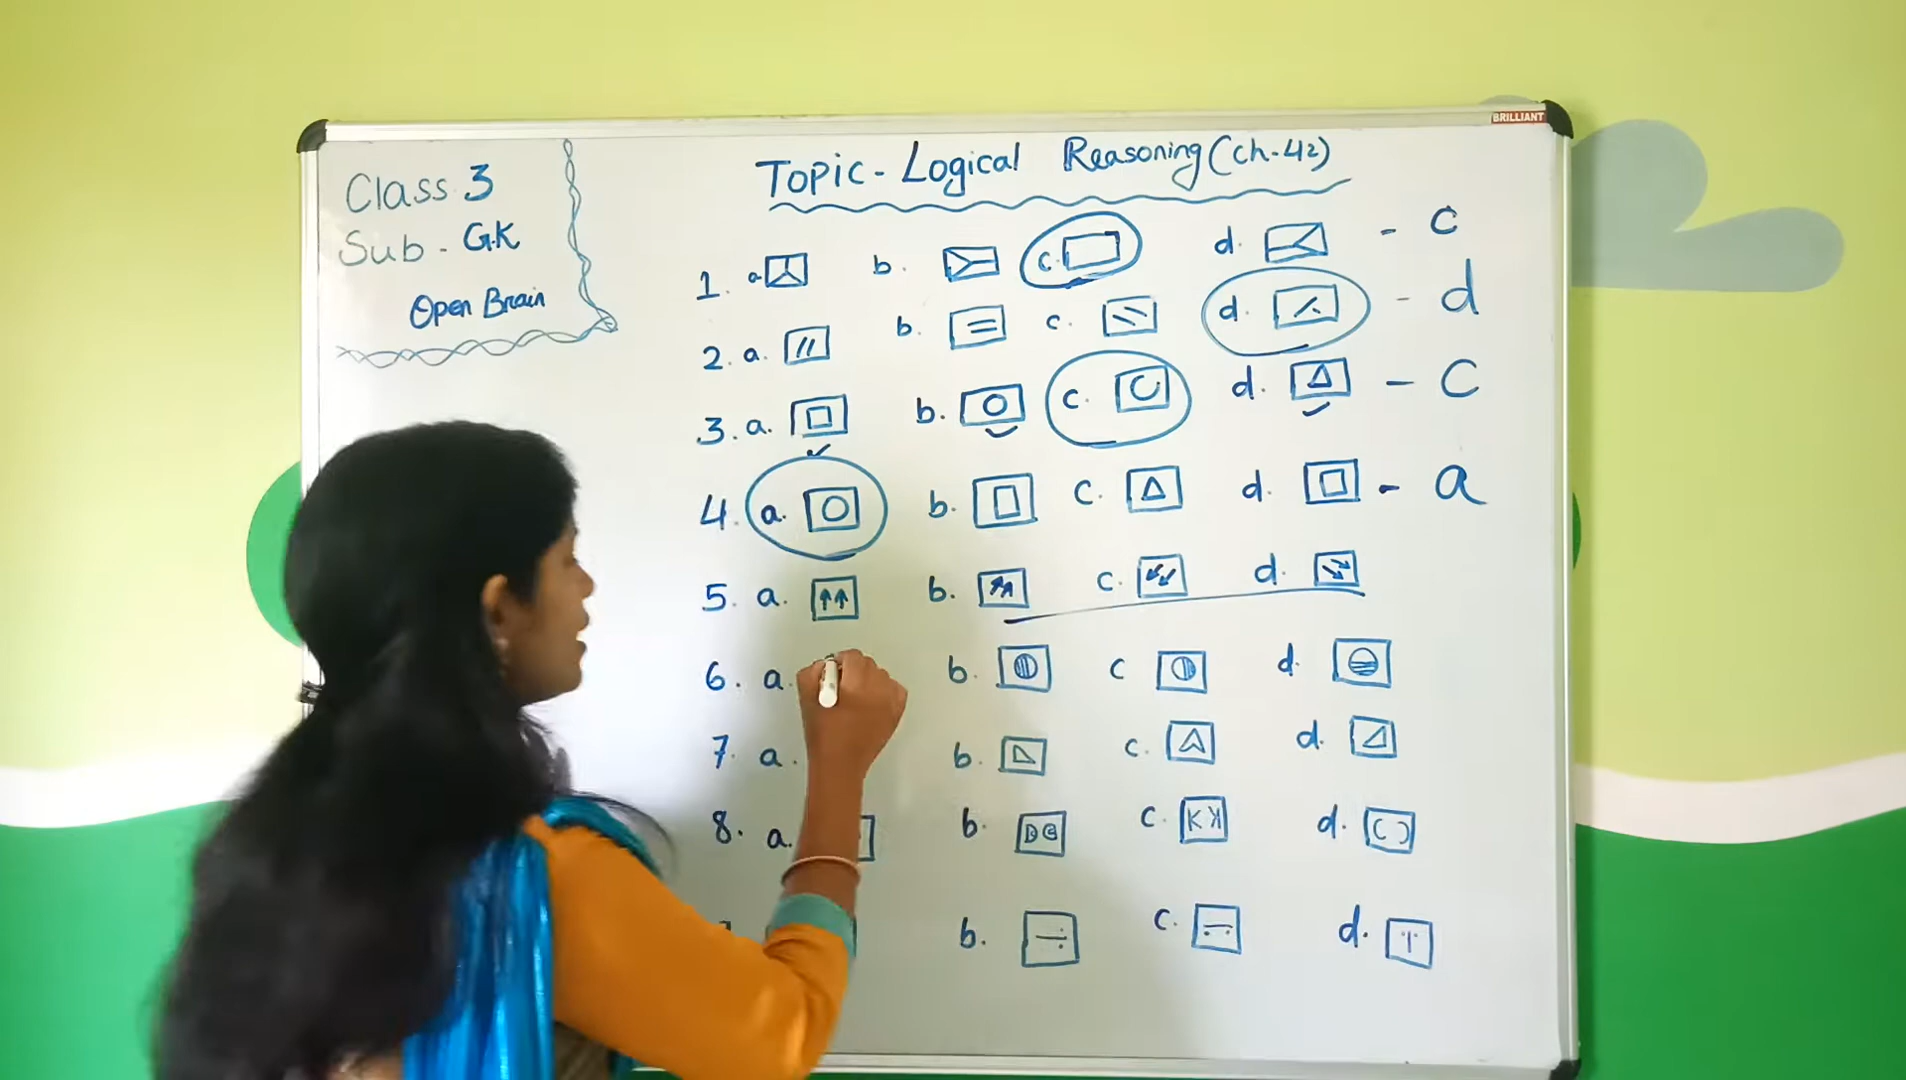 BRILLIANT
Topic - Logical Reasoning (Ch-42)
Class 3
Sub - G.K
Open Brain
1. a. b. c. d. - C
2. a. b. c. d. - d
3. a. b. c. d. - C
4. a. b. c. d. - a
5. a. b. c. d.
6. a. b. c d.
7. a. b. c. d.
8. a. b. c. K d. C
b. c. d.